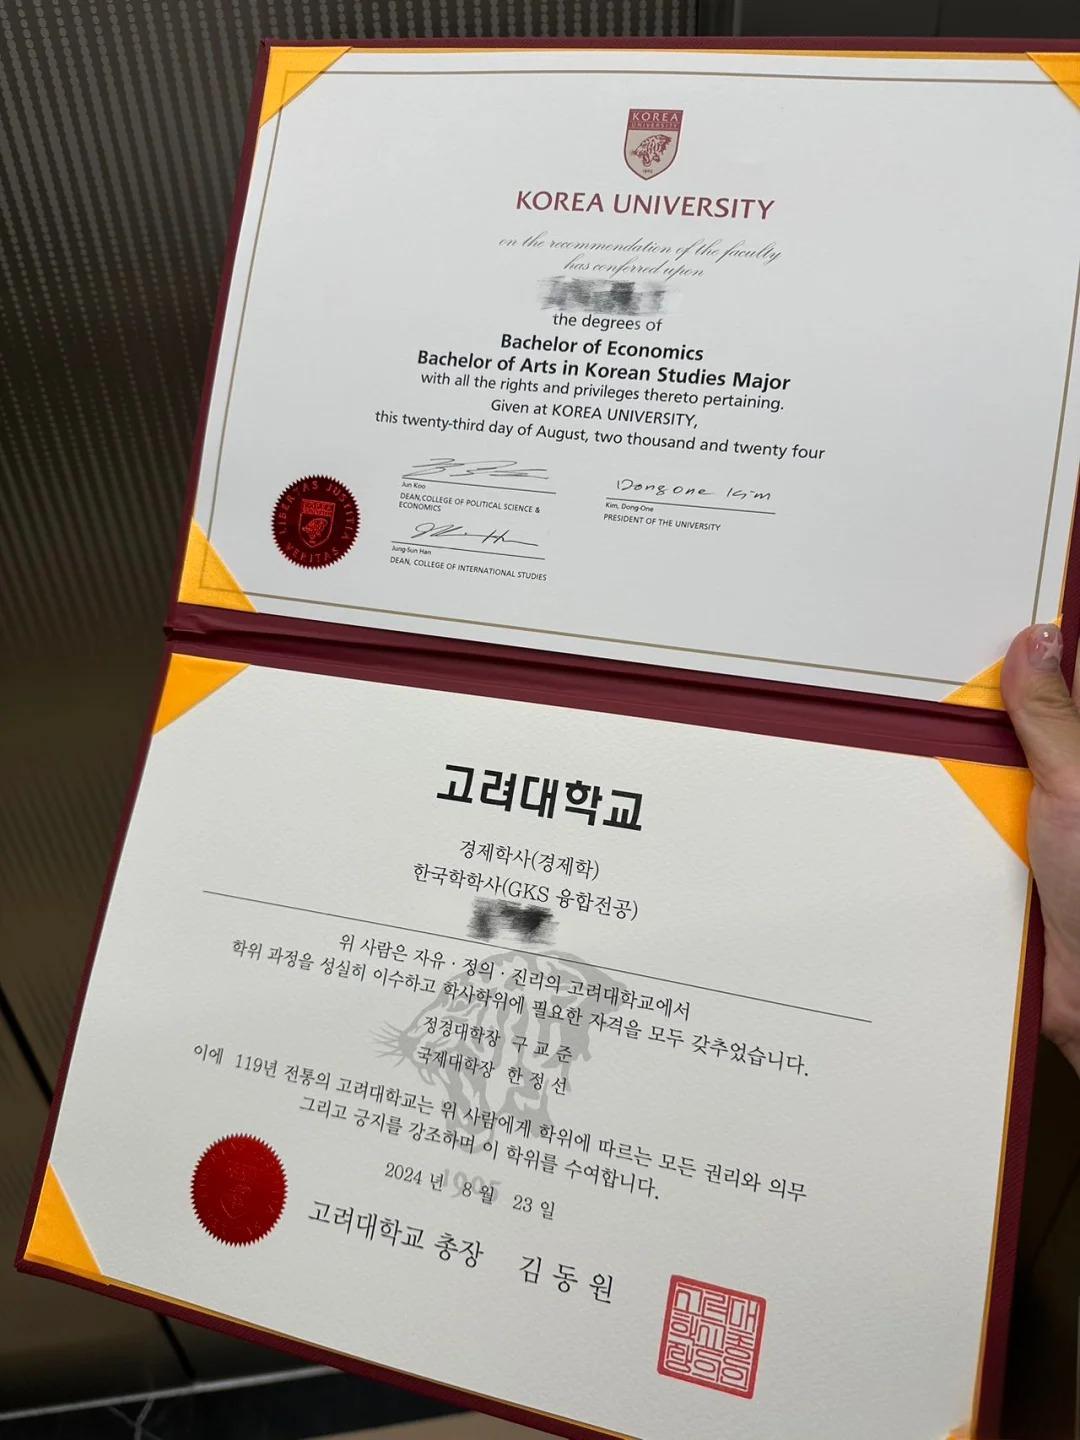 KOREA
UNIVERSITY
1905
KOREA UNIVERSITY
on the recommendation of the faculty
has conferred upon
the degrees of
Bachelor of Economics
Bachelor of Arts in Korean Studies Major
with all the rights and privileges thereto pertaining.
Given at KOREA UNIVERSITY,
this twenty-third day of August, two thousand and twenty four
Jun Koo
DEAN, COLLEGE OF POLITICAL SCIENCE &
ECONOMICS
Dong One Kim
Kim, Dong-One
PRESIDENT OF THE UNIVERSITY
Jung-Sun Han
DEAN, COLLEGE OF INTERNATIONAL STUDIES
LIBERTAS JUSTITIA VERITAS
KOREA
고려대학교
경제학사(경제학)
한국학학사(GKS 융합전공)
위 사람은 자유·정의·진리의 고려대학교에서
학위 과정을 성실히 이수하고 학사학위에 필요한 자격을 모두 갖추었습니다.
정경대학장 구교준
국제대학장 한정선
이에 119년 전통의 고려대학교는 위 사람에게 학위에 따르는 모든 권리와 의무
그리고 긍지를 강조하며 이 학위를 수여합니다.
1905
2024 년 8 월 23 일
고려대학교 총장 김동원